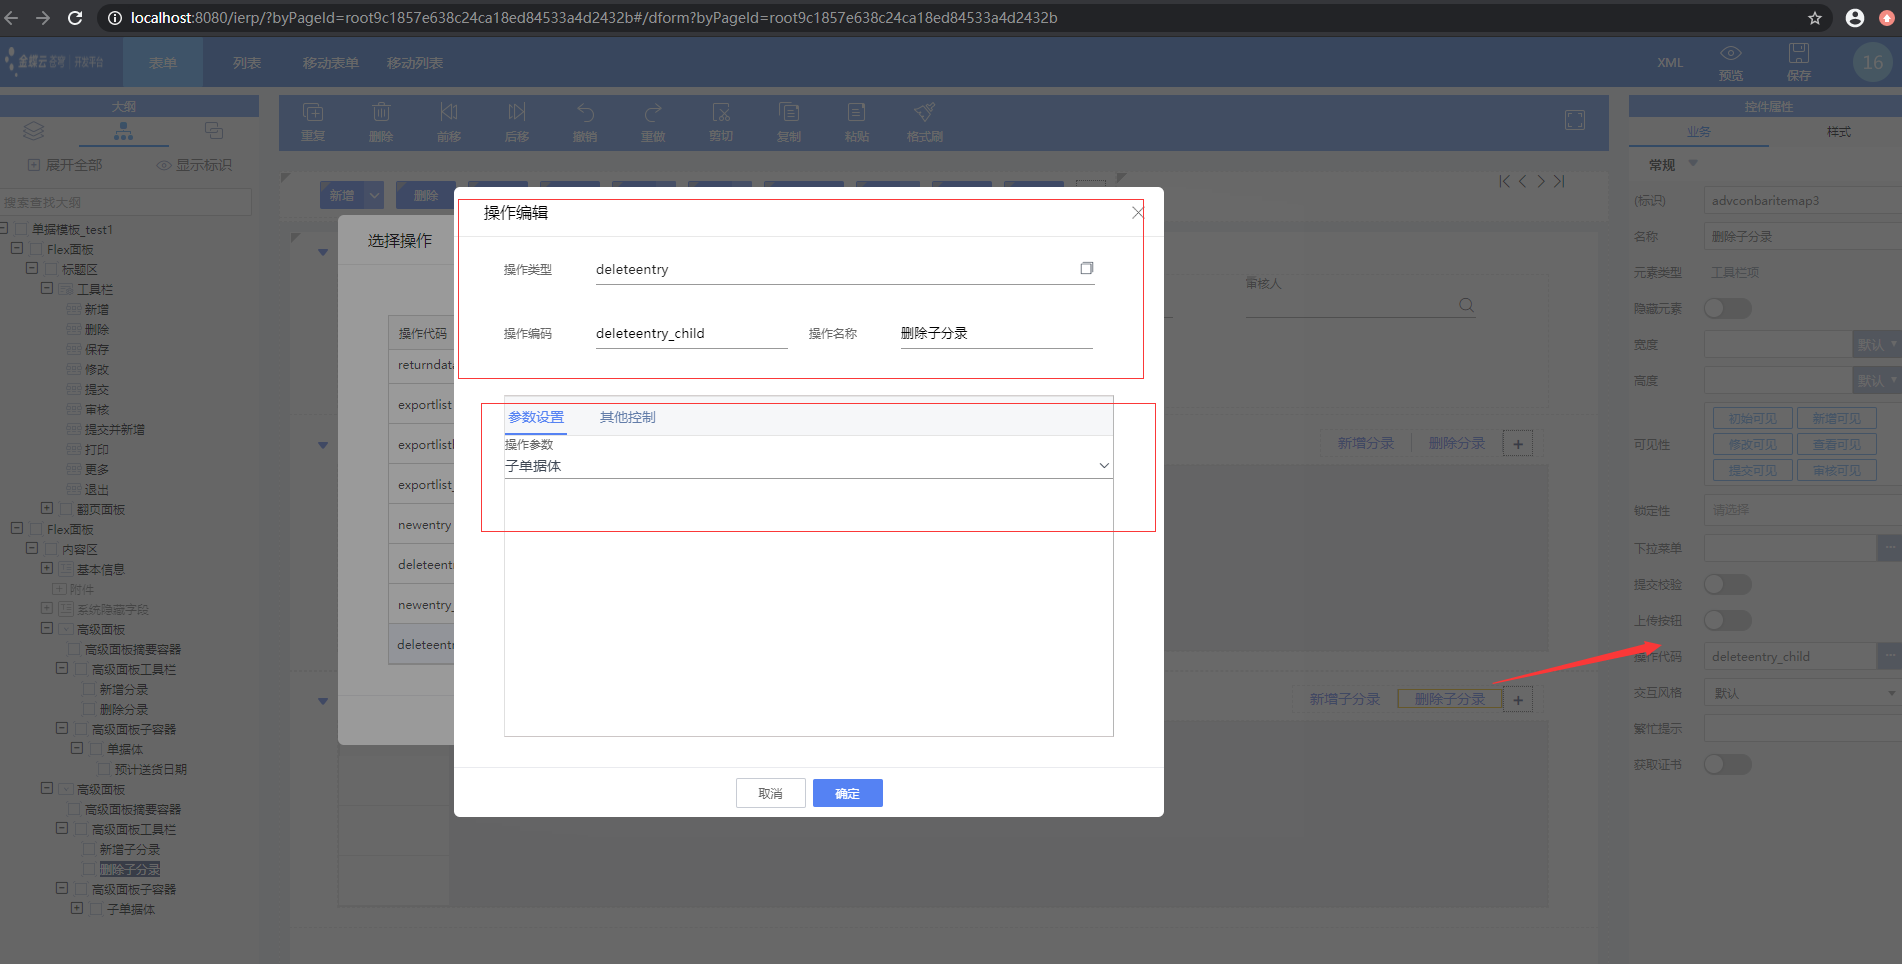 localhost:8080/ierp/?byPageId=root9c1857e638c24ca18ed84533a4d2432b#/dform?byPageId=root9c1857e638c24ca18ed84533a4d2432b
金蝶云苍穹 | 开发平台
表单
列表
移动表单
移动列表
XML
预览
保存
16
大纲
展开全部
显示标识
搜索查找大纲
单据模板_test1
Flex面板
标题区
工具栏
新增
删除
保存
修改
提交
审核
提交并新增
打印
更多
退出
翻页面板
Flex面板
内容区
基本信息
附件
系统隐藏字段
高级面板
高级面板摘要容器
高级面板工具栏
新增分录
删除分录
高级面板子容器
单据体
预计送货日期
高级面板
高级面板摘要容器
高级面板工具栏
新增子分录
删除子分录
高级面板子容器
子单据体
重复
删除
前移
后移
撤销
重做
剪切
复制
粘贴
格式刷
新增
删除
审核人
新增分录
删除分录
新增子分录
删除子分录
选择操作
操作代码
returndata
exportlist
exportlist
exportlist_
newentry
deleteent
newentry_
deleteent
操作编辑
操作类型
deleteentry
操作编码
deleteentry_child
操作名称
删除子分录
参数设置
其他控制
操作参数
子单据体
取消
确定
控件属性
业务
样式
常规
(标识)
advconbaritemap3
名称
删除子分录
元素类型
工具栏项
隐藏元素
宽度
默认
高度
默认
可见性
初始可见
新增可见
修改可见
查看可见
提交可见
审核可见
锁定性
请选择
下拉菜单
提交校验
上传按钮
操作代码
deleteentry_child
交互风格
默认
繁忙提示
获取证书